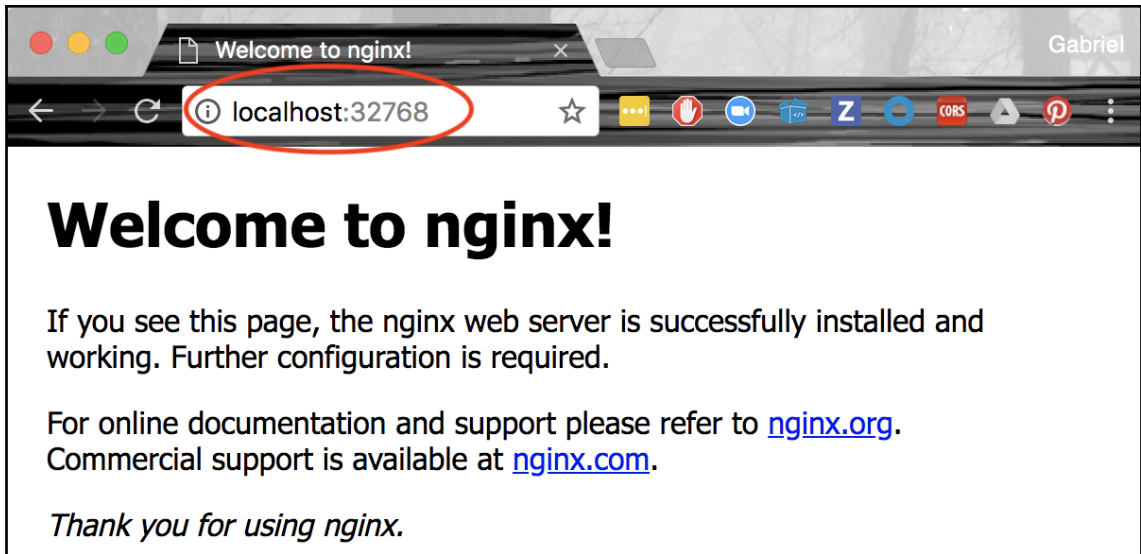 Welcome to nginx!
Gabriel
localhost:32768
Z
CORS
Welcome to nginx!
If you see this page, the nginx web server is successfully installed and
working. Further configuration is required.
For online documentation and support please refer to nginx.org.
Commercial support is available at nginx.com.
Thank you for using nginx.